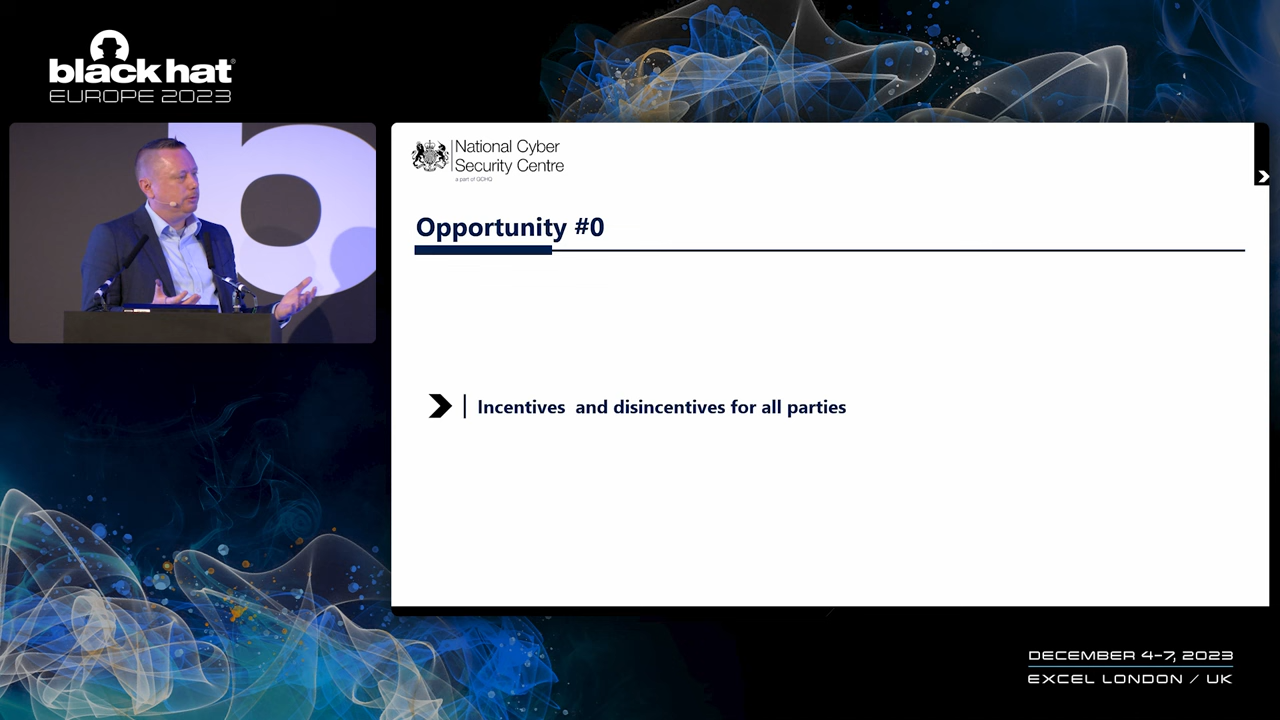 black hat
EUROPE 2023
National Cyber
Security Centre
a part of GCHQ
Opportunity #0
Incentives and disincentives for all parties
DECEMBER 4-7, 2023
EXCEL LONDON / UK